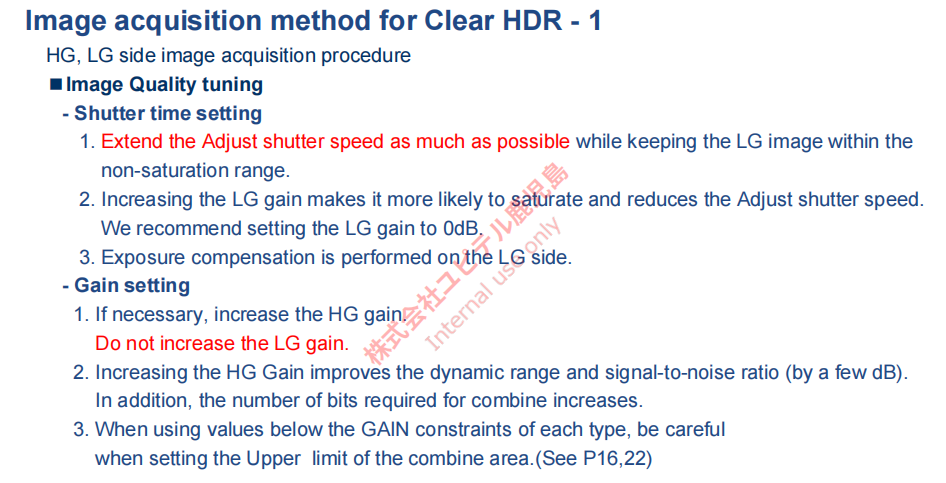 Image acquisition method for Clear HDR - 1
HG, LG side image acquisition procedure
■Image Quality tuning
- Shutter time setting
1. Extend the Adjust shutter speed as much as possible while keeping the LG image within the
non-saturation range.
2. Increasing the LG gain makes it more likely to saturate and reduces the Adjust shutter speed.
We recommend setting the LG gain to 0dB.
3. Exposure compensation is performed on the LG side.
- Gain setting
1. If necessary, increase the HG gain.
Do not increase the LG gain.
2. Increasing the HG Gain improves the dynamic range and signal-to-noise ratio (by a few dB).
In addition, the number of bits required for combine increases.
3. When using values below the GAIN constraints of each type, be careful
when setting the Upper limit of the combine area.(See P16,22)
株式会社ユピテル鹿児島
Internal use only